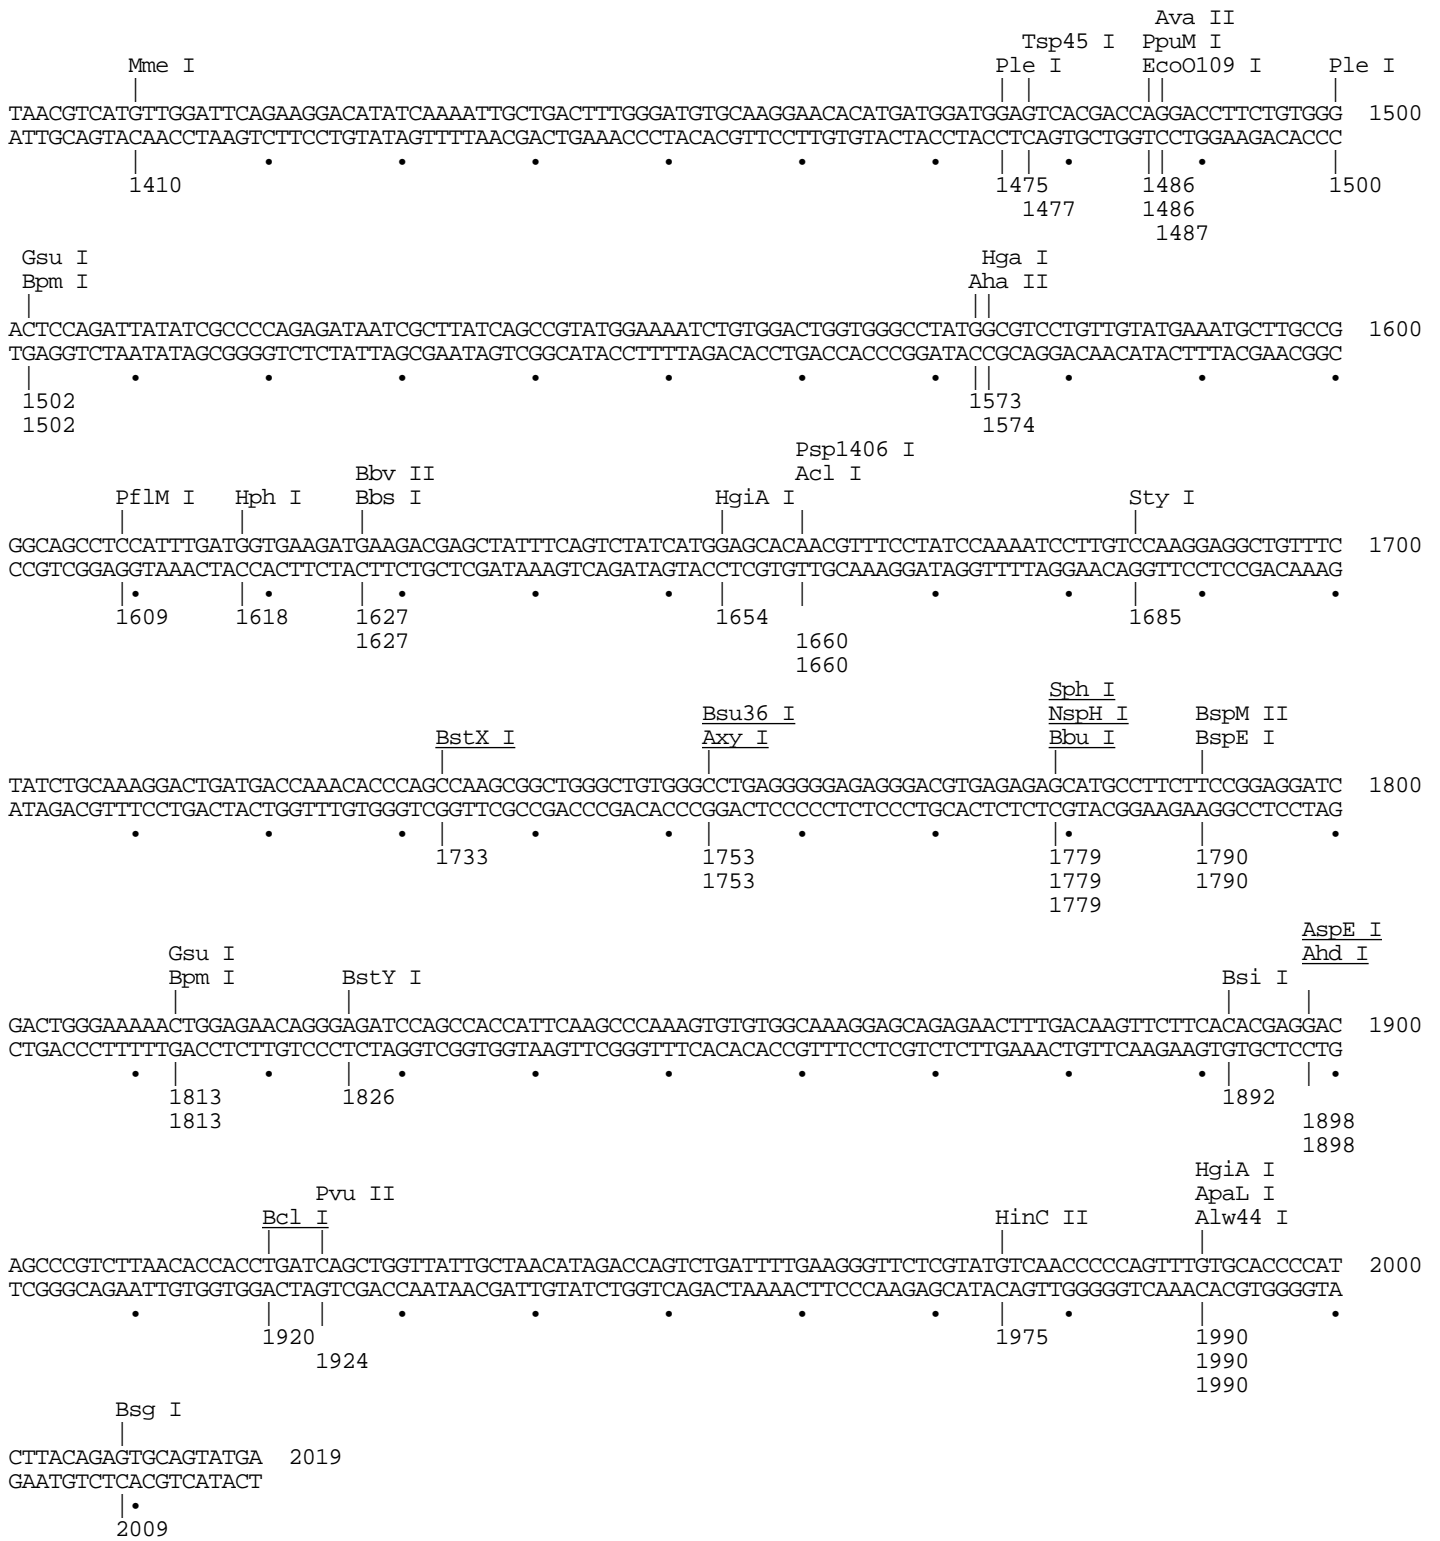 Ava II
Tsp45 I PpuM I
Mme I Ple I EcoO109 I Ple I
TAACGTCATGTTGGATTCAGAAGGACATATCAAAATTGCTGACTTTGGGATGTGCAAGGAACACATGATGGATGGAGTCACGACCAGGACCTTCTGTGGG 1500
ATTGCAGTACAACCTAAGTCTTCCTGTATAGTTTTAACGACTGAAACCCTACACGTTCCTTGTGTACTACCTACCTCAGTGCTGGTCCTGGAAGACACCC
1410 1475 1486 1500
1477 1486
1487
Gsu I Hga I
Bpm I Aha II
ACTCCAGATTATATCGCCCCAGAGATAATCGCTTATCAGCCGTATGGAAAATCTGTGGACTGGTGGGCCTATGGCGTCCTGTTGTATGAAATGCTTGCCG 1600
TGAGGTCTAATATAGCGGGGTCTCTATTAGCGAATAGTCGGCATACCTTTTAGACACCTGACCACCCGGATACCGCAGGACAACATACTTTACGAACGGC
1502 1573
1502 1574
Psp1406 I
Bbv II Acl I
PflM I Hph I Bbs I HgiA I Sty I
GGCAGCCTCCATTTGATGGTGAAGATGAAGACGAGCTATTTCAGTCTATCATGGAGCACAACGTTTCCTATCCAAAATCCTTGTCCAAGGAGGCTGTTTC 1700
CCGTCGGAGGTAAACTACCACTTCTACTTCTGCTCGATAAAGTCAGATAGTACCTCGTGTTGCAAAGGATAGGTTTTAGGAACAGGTTCCTCCGACAAAG
1609 1618 1627 1654 1685
1627 1660
1660
Sph I
Bsu36 I NspH I BspM II
BstX I Axy I Bbu I BspE I
TATCTGCAAAGGACTGATGACCAAACACCCAGCCAAGCGGCTGGGCTGTGGGCCTGAGGGGGAGAGGGACGTGAGAGAGCATGCCTTCTTCCGGAGGATC 1800
ATAGACGTTTCCTGACTACTGGTTTGTGGGTCGGTTCGCCGACCCGACACCCGGACTCCCCCTCTCCCTGCACTCTCTCGTACGGAAGAAGGCCTCCTAG
1733 1753 1779 1790
1753 1779 1790
1779
AspE I
Gsu I Ahd I
Bpm I BstY I Bsi I
GACTGGGAAAAACTGGAGAACAGGGAGATCCAGCCACCATTCAAGCCCAAAGTGTGTGGCAAAGGAGCAGAGAACTTTGACAAGTTCTTCACACGAGGAC 1900
CTGACCCTTTTTGACCTCTTGTCCCTCTAGGTCGGTGGTAAGTTCGGGTTTCACACACCGTTTCCTCGTCTCTTGAAACTGTTCAAGAAGTGTGCTCCTG
1813 1826 1892
1813 1898
1898
HgiA I
Pvu II ApaL I
Bcl I HinC II Alw44 I
AGCCCGTCTTAACACCACCTGATCAGCTGGTTATTGCTAACATAGACCAGTCTGATTTTGAAGGGTTCTCGTATGTCAACCCCCAGTTTGTGCACCCCAT 2000
TCGGGCAGAATTGTGGTGGACTAGTCGACCAATAACGATTGTATCTGGTCAGACTAAAACTTCCCAAGAGCATACAGTTGGGGGTCAAACACGTGGGGTA
1920 1975 1990
1924 1990
1990
Bsg I
CTTACAGAGTGCAGTATGA 2019
GAATGTCTCACGTCATACT
2009